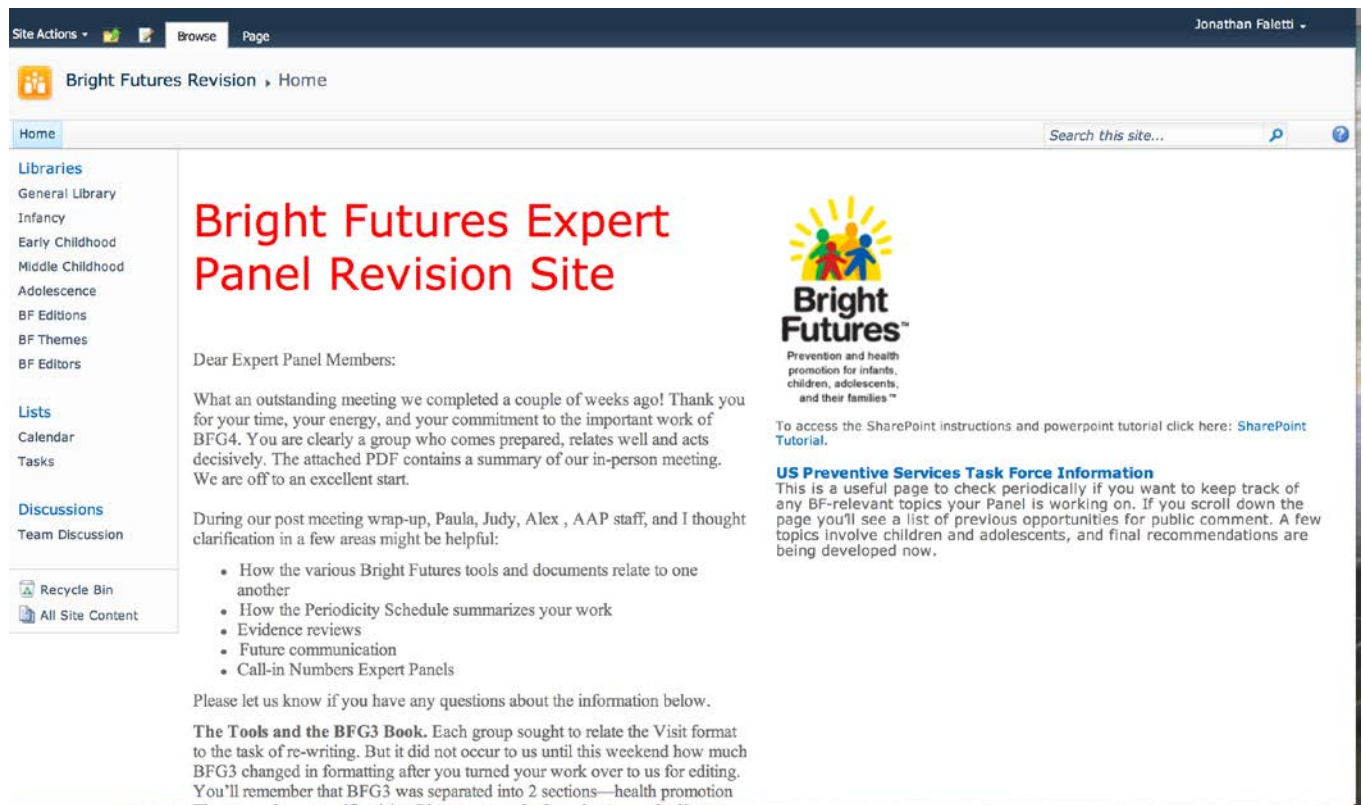 Site Actions
Browse
Page
Jonathan Faletti
Bright Futures Revision ▸ Home
Home
Search this site...
Libraries
General Library
Infancy
Early Childhood
Middle Childhood
Adolescence
BF Editions
BF Themes
BF Editors
Lists
Calendar
Tasks
Discussions
Team Discussion
Recycle Bin
All Site Content
Bright Futures Expert
Panel Revision Site
Dear Expert Panel Members:
What an outstanding meeting we completed a couple of weeks ago! Thank you
for your time, your energy, and your commitment to the important work of
BFG4. You are clearly a group who comes prepared, relates well and acts
decisively. The attached PDF contains a summary of our in-person meeting.
We are off to an excellent start.
During our post meeting wrap-up, Paula, Judy, Alex , AAP staff, and I thought
clarification in a few areas might be helpful:
• How the various Bright Futures tools and documents relate to one
another
• How the Periodicity Schedule summarizes your work
• Evidence reviews
• Future communication
• Call-in Numbers Expert Panels
Please let us know if you have any questions about the information below.
The Tools and the BFG3 Book. Each group sought to relate the Visit format
to the task of re-writing. But it did not occur to us until this weekend how much
BFG3 changed in formatting after you turned your work over to us for editing.
You'll remember that BFG3 was separated into 2 sections—health promotion
Bright
Futures™
Prevention and health
promotion for infants,
children, adolescents,
and their families ™
To access the SharePoint instructions and powerpoint tutorial click here: SharePoint
Tutorial.
US Preventive Services Task Force Information
This is a useful page to check periodically if you want to keep track of
any BF-relevant topics your Panel is working on. If you scroll down the
page you'll see a list of previous opportunities for public comment. A few
topics involve children and adolescents, and final recommendations are
being developed now.